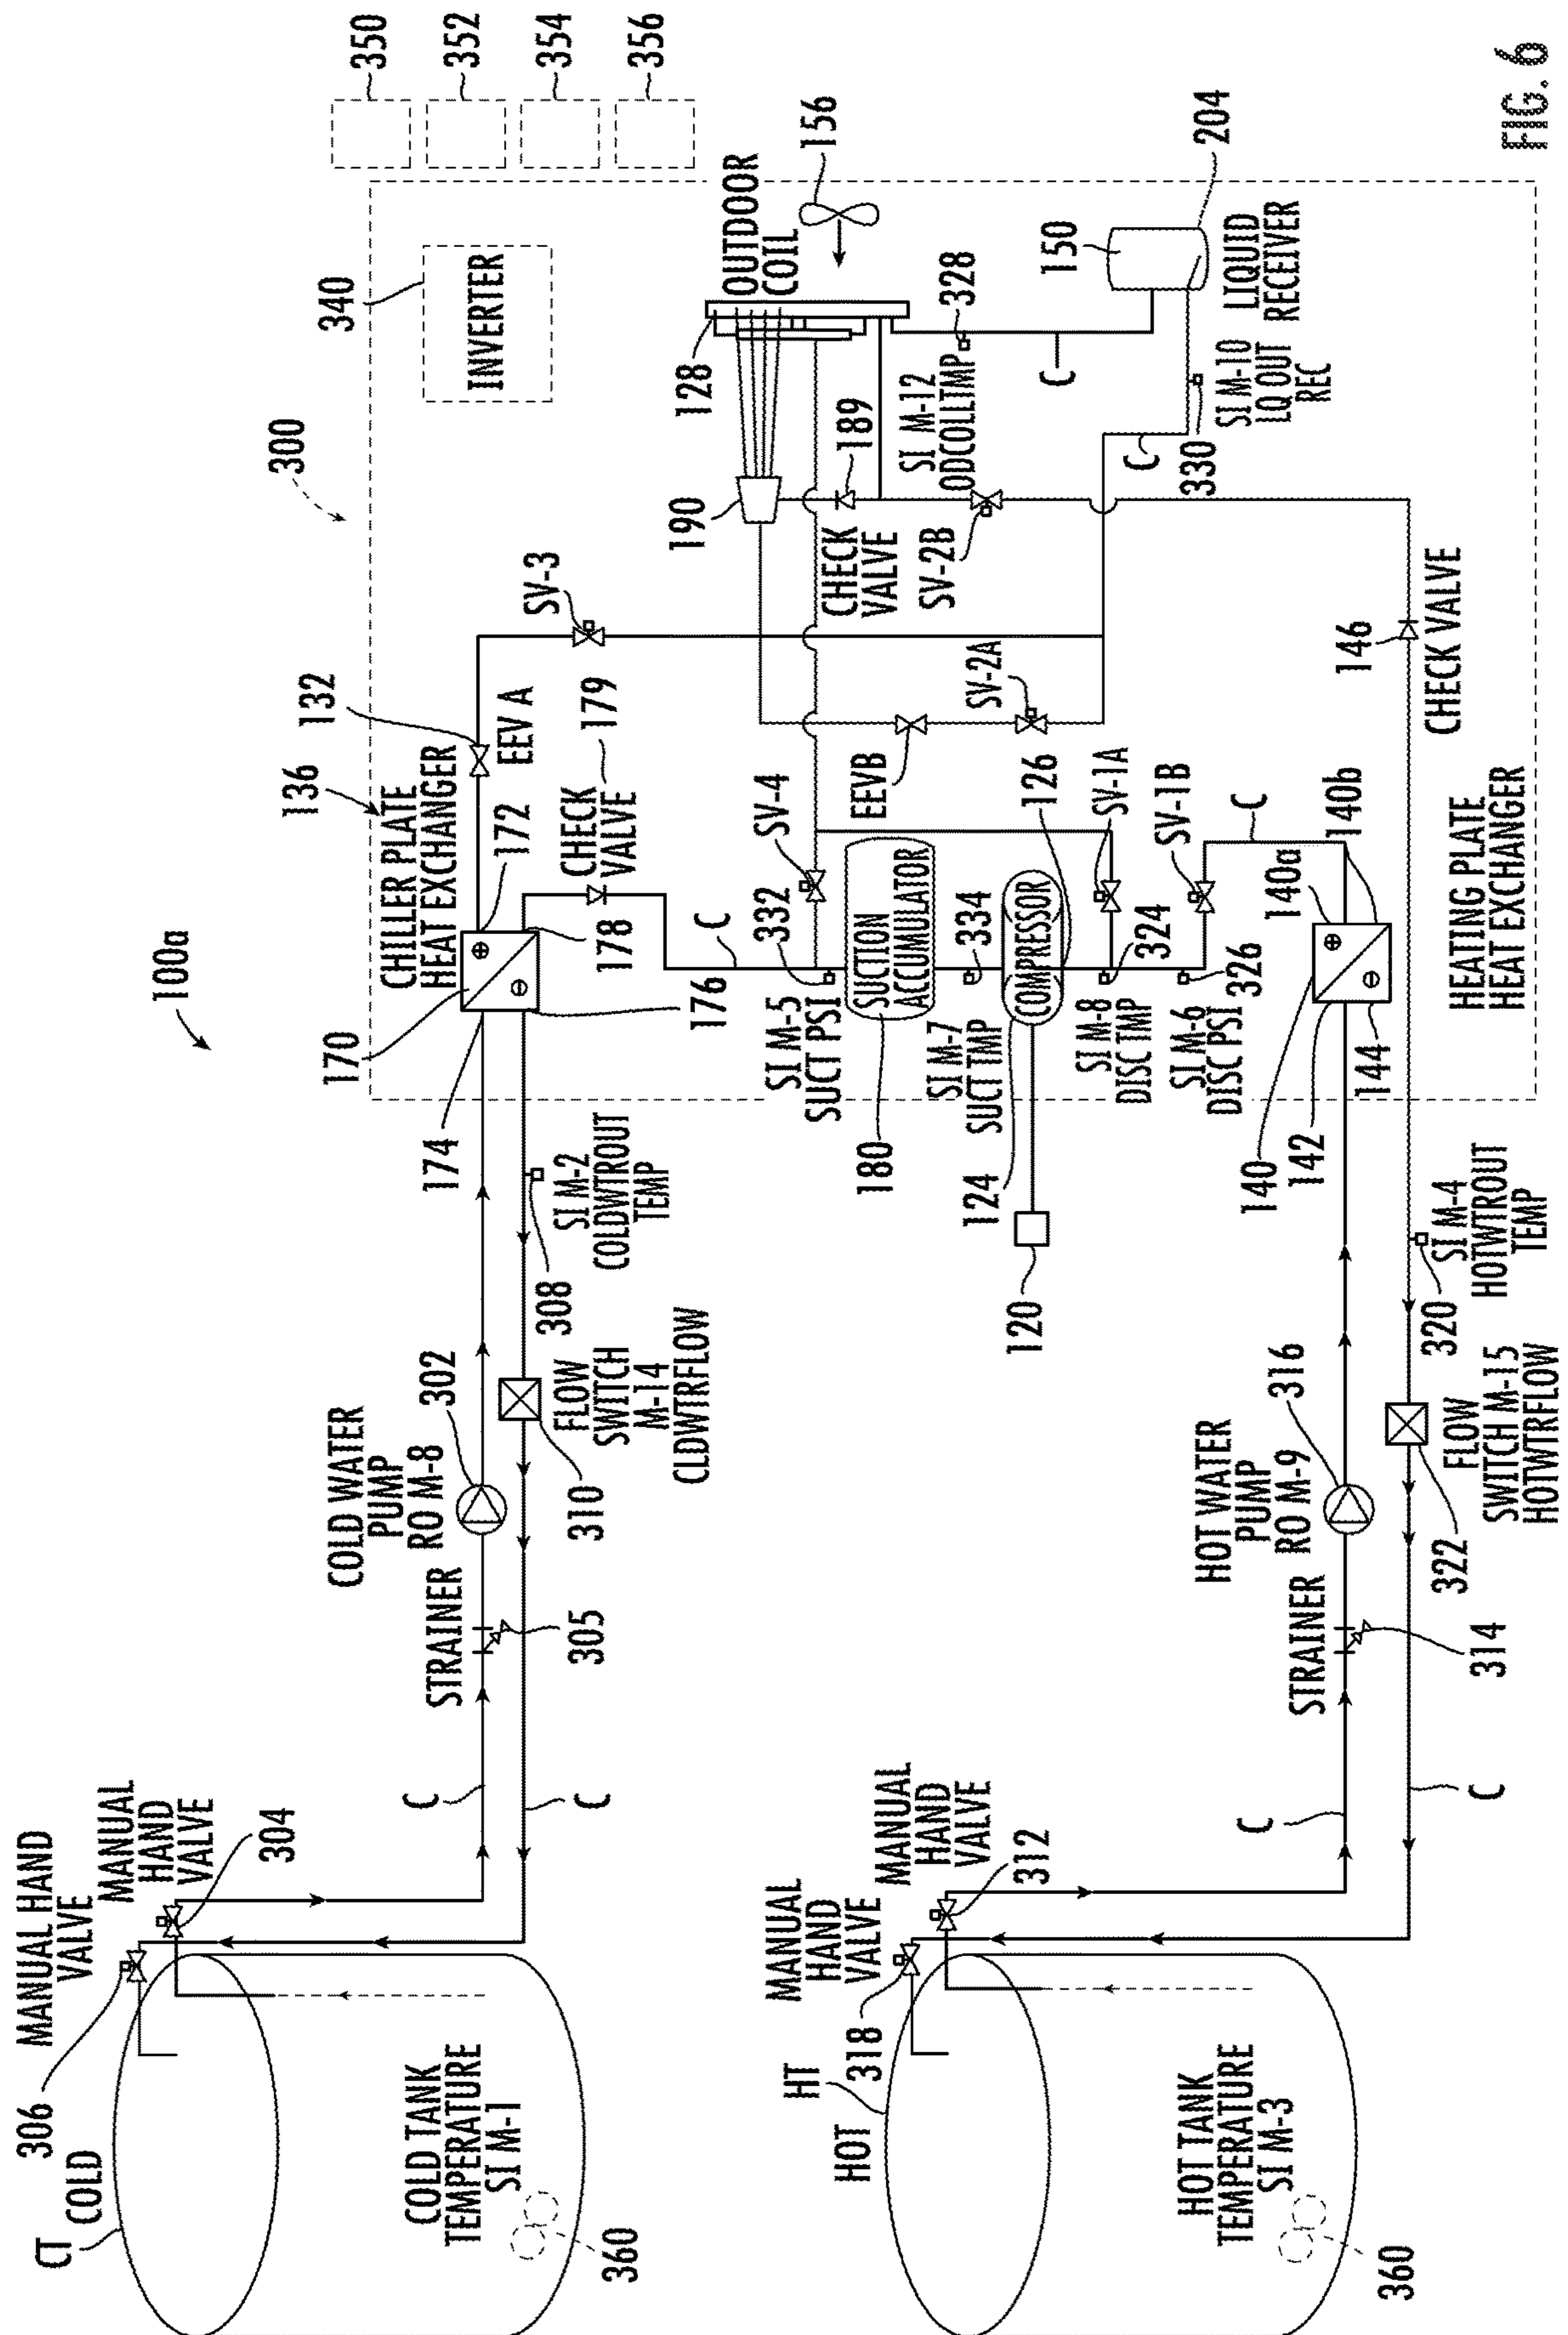 100a
300
340
INVERTER
350
352
354
356
136
CHILLER PLATE
HEAT EXCHANGER
132
EEV A
SV-3
172
170
174
176
178
CHECK
VALVE
179
190
128
OUTDOOR
COIL
156
CHECK
VALVE
189
SV-2B
SI M-12
ODCOLLTMP
328
C
150
204
LIQUID
RECEIVER
SI M-10
LQ OUT
REC
330
C
SV-2A
EEVB
SV-4
C
332
SI M-5
SUCT PSI
SUCTION
ACCUMULATOR
180
334
SI M-7
SUCT TMP
COMPRESSOR
126
124
120
SI M-8
DISC TMP
324
SV-1A
SV-1B
SI M-6
DISC PSI
326
C
140a
140b
140
142
144
HEATING PLATE
HEAT EXCHANGER
146
CHECK VALVE
COLD WATER
PUMP
RO M-8
302
STRAINER
305
SI M-2
COLDWTROUT
TEMP
308
FLOW
SWITCH
M-14
CLDWTRFLOW
310
C
C
MANUAL HAND
VALVE
306
MANUAL
HAND
VALVE
304
CT
COLD
COLD TANK
TEMPERATURE
SI M-1
360
HOT WATER
PUMP
RO M-9
316
STRAINER
314
SI M-4
HOTWTROUT
TEMP
320
FLOW
SWITCH M-15
HOTWTRFLOW
322
C
C
MANUAL
HAND
VALVE
318
MANUAL
HAND
VALVE
312
HT
HOT
HOT TANK
TEMPERATURE
SI M-3
360
FIG. 6